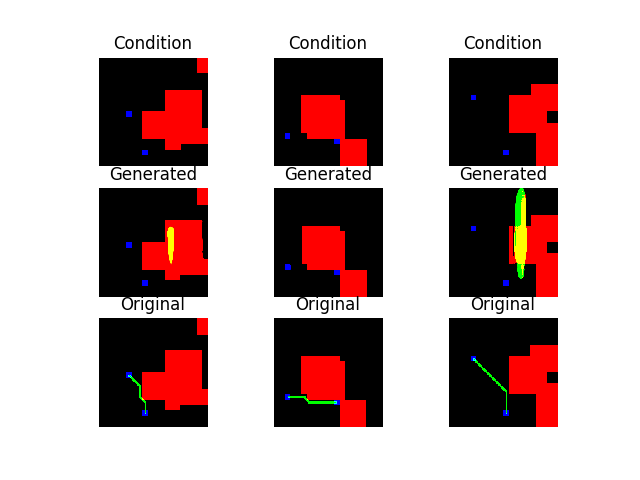 Condition Condition Condition
Generated Generated Generated
Original Original Original